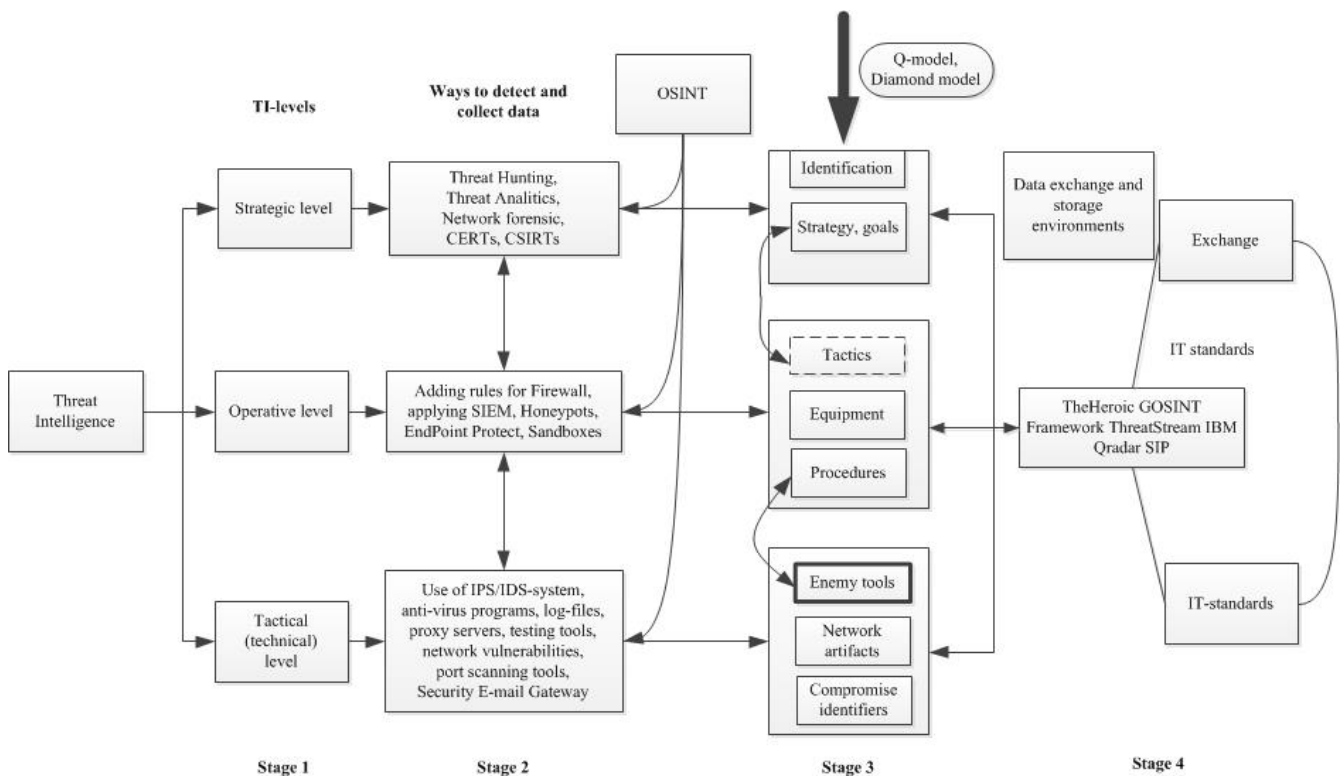 TI-levels
Ways to detect and
collect data
OSINT
Q-model,
Diamond model
Threat
Intelligence
Strategic level
Operative level
Tactical
(technical)
level
Threat Hunting,
Threat Analitics,
Network forensic,
CERTs, CSIRTs
Adding rules for Firewall,
applying SIEM, Honeypots,
EndPoint Protect, Sandboxes
Use of IPS/IDS-system,
anti-virus programs, log-files,
proxy servers, testing tools,
network vulnerabilities,
port scanning tools,
Security E-mail Gateway
Identification
Strategy, goals
Tactics
Equipment
Procedures
Enemy tools
Network
artifacts
Compromise
identifiers
Data exchange and
storage
environments
Exchange
IT standards
TheHeroic GOSINT
Framework ThreatStream IBM
Qradar SIP
IT-standards
Stage 1
Stage 2
Stage 3
Stage 4